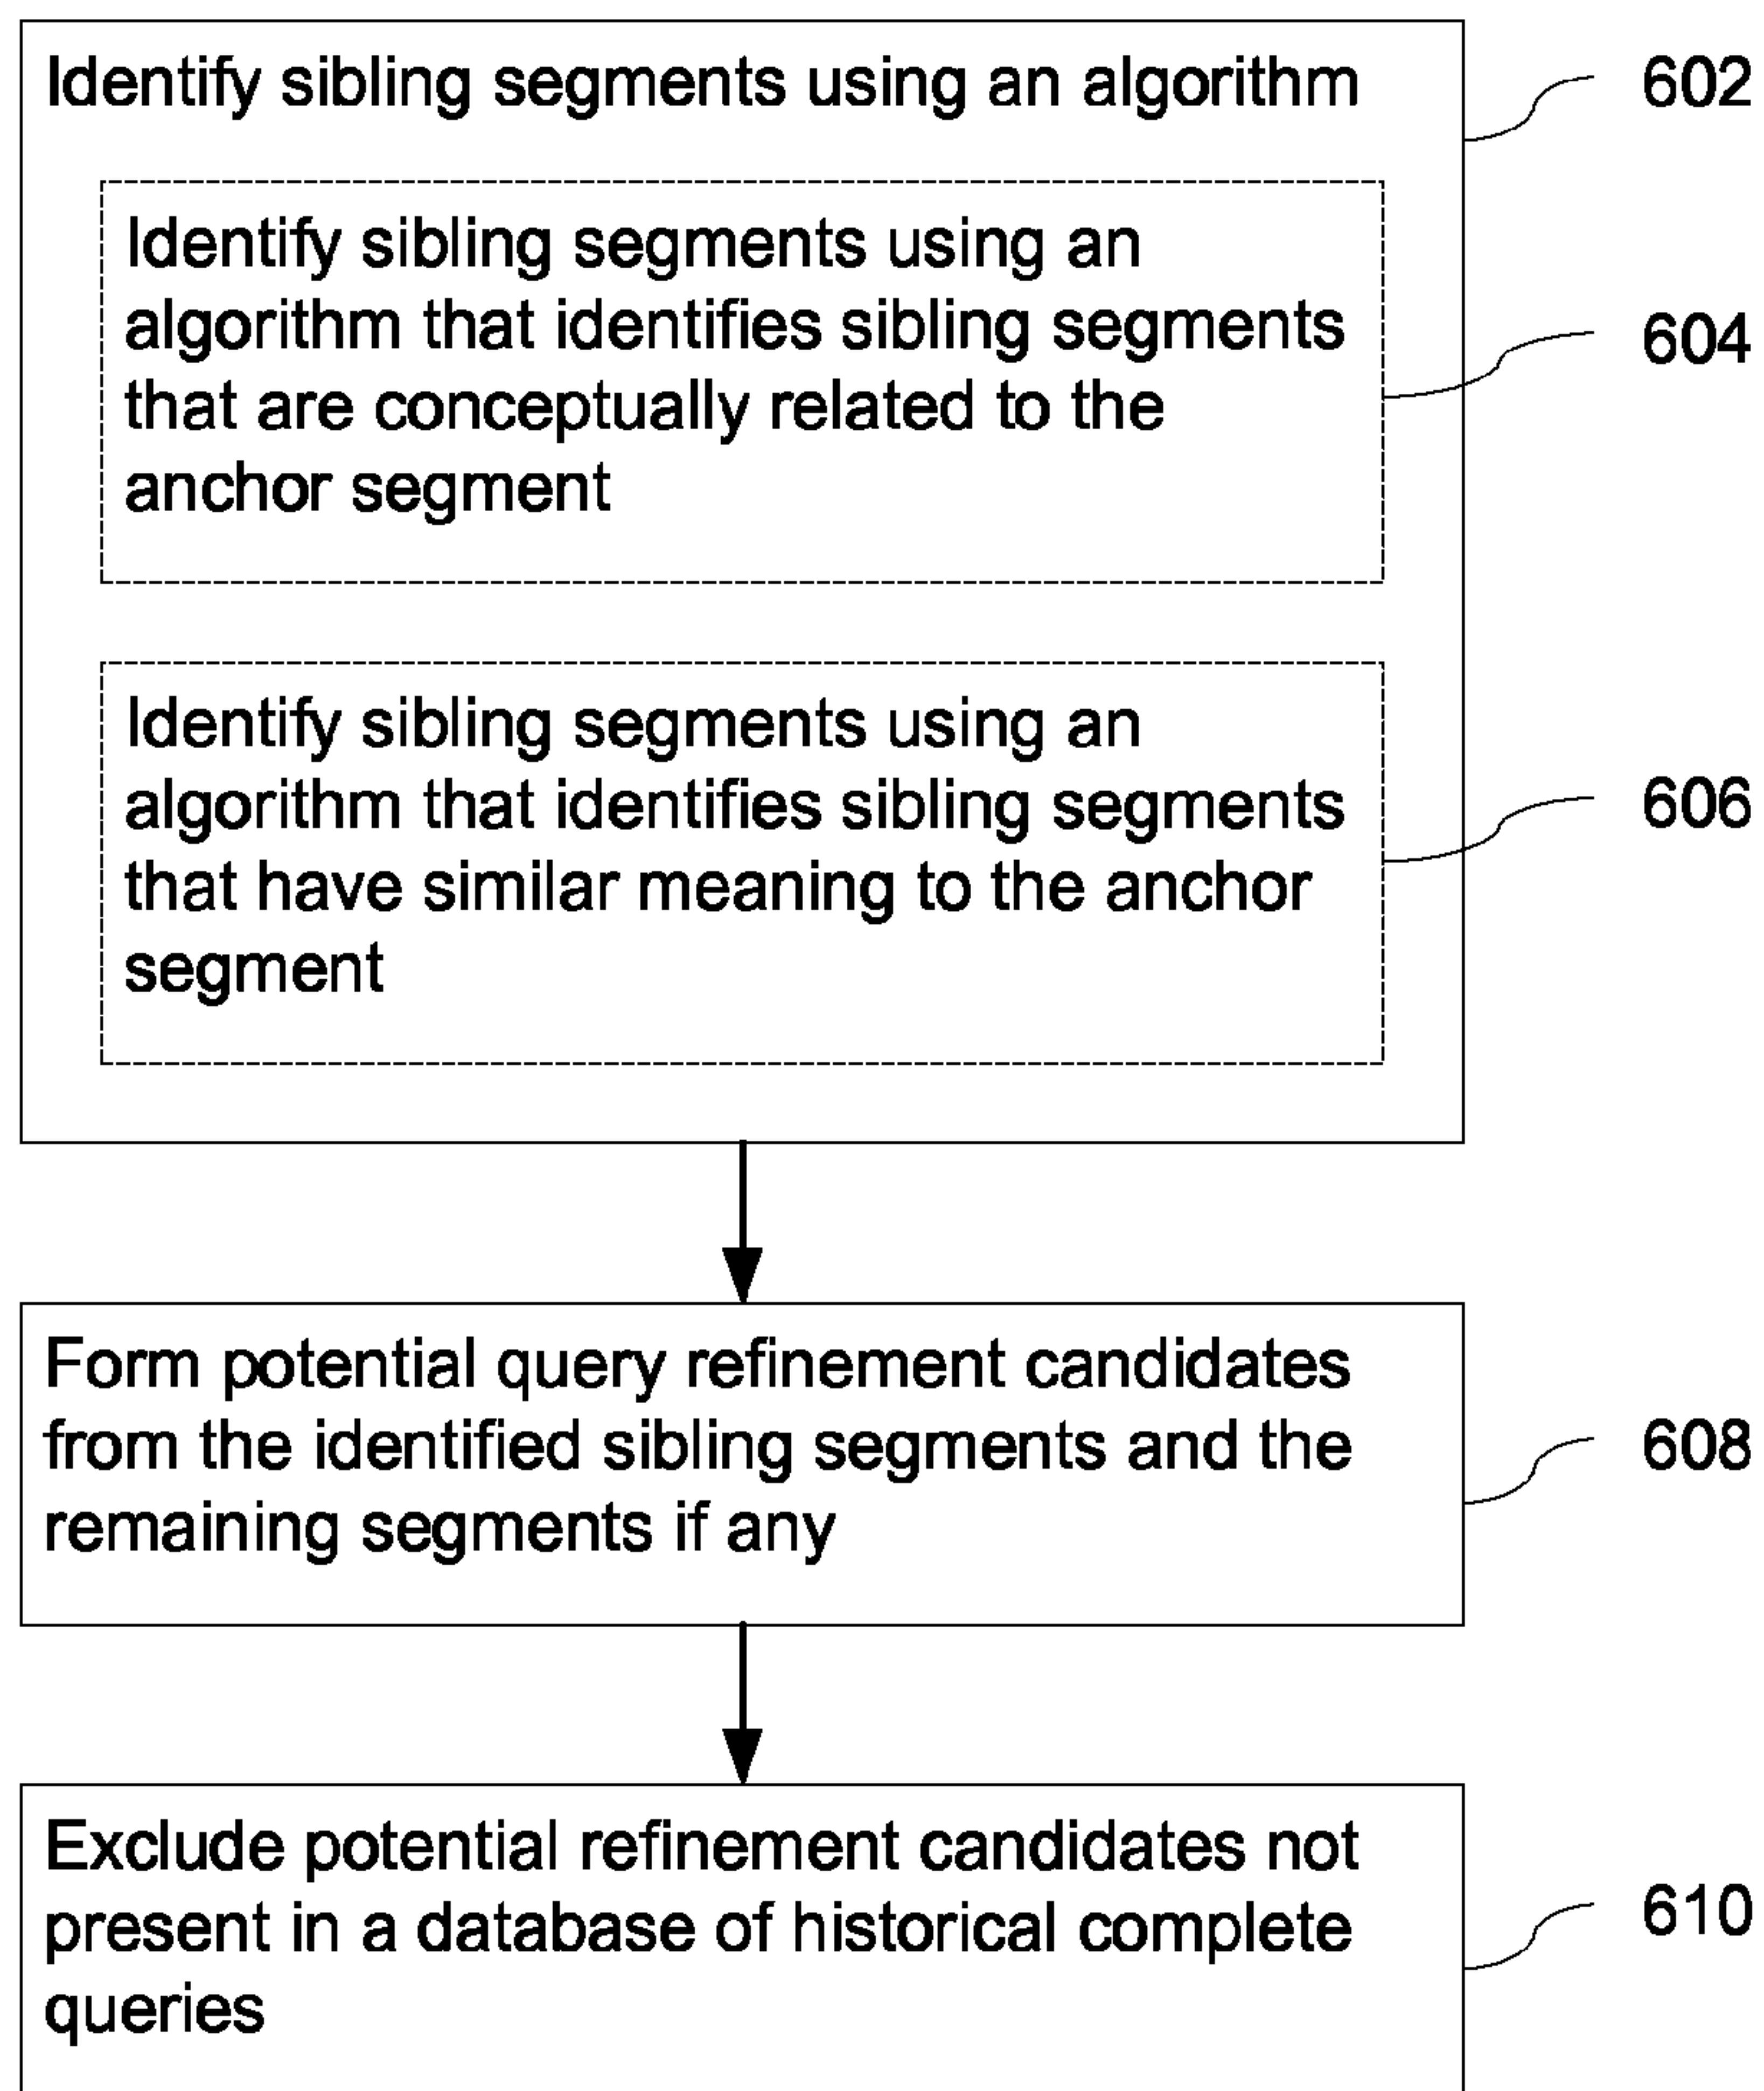 Identify sibling segments using an algorithm
602
Identify sibling segments using an
algorithm that identifies sibling segments
that are conceptually related to the
anchor segment
604
Identify sibling segments using an
algorithm that identifies sibling segments
that have similar meaning to the anchor
segment
606
Form potential query refinement candidates
from the identified sibling segments and the
remaining segments if any
608
Exclude potential refinement candidates not
present in a database of historical complete
queries
610